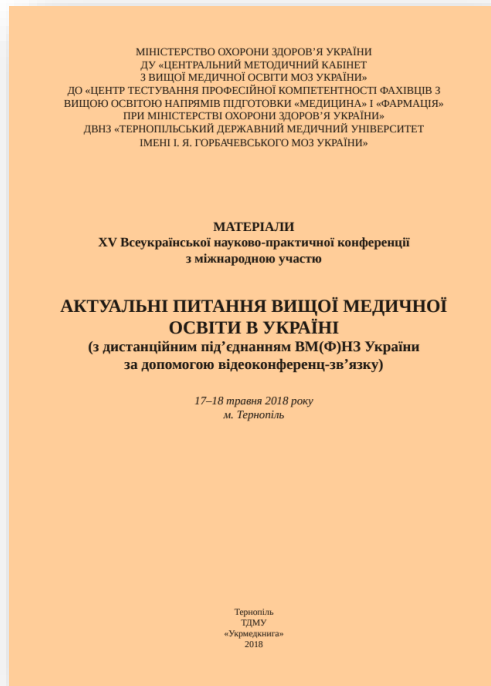 МІНІСТЕРСТВО ОХОРОНИ ЗДОРОВ’Я УКРАЇНИ
ДУ «ЦЕНТРАЛЬНИЙ МЕТОДИЧНИЙ КАБІНЕТ
З ВИЩОЇ МЕДИЧНОЇ ОСВІТИ МОЗ УКРАЇНИ»
ДО «ЦЕНТР ТЕСТУВАННЯ ПРОФЕСІЙНОЇ КОМПЕТЕНТНОСТІ ФАХІВЦІВ З
ВИЩОЮ ОСВІТОЮ НАПРЯМІВ ПІДГОТОВКИ «МЕДИЦИНА» І «ФАРМАЦІЯ»
ПРИ МІНІСТЕРСТВІ ОХОРОНИ ЗДОРОВ’Я УКРАЇНИ»
ДВНЗ «ТЕРНОПІЛЬСЬКИЙ ДЕРЖАВНИЙ МЕДИЧНИЙ УНІВЕРСИТЕТ
ІМЕНІ І. Я. ГОРБАЧЕВСЬКОГО МОЗ УКРАЇНИ»
МАТЕРІАЛИ
XV Всеукраїнської науково-практичної конференції
з міжнародною участю
АКТУАЛЬНІ ПИТАННЯ ВИЩОЇ МЕДИЧНОЇ
ОСВІТИ В УКРАЇНІ
(з дистанційним під’єднанням ВМ(Ф)НЗ України
за допомогою відеоконференц-зв’язку)
17–18 травня 2018 року
м. Тернопіль
Тернопіль
ТДМУ
«Укрмедкнига»
2018